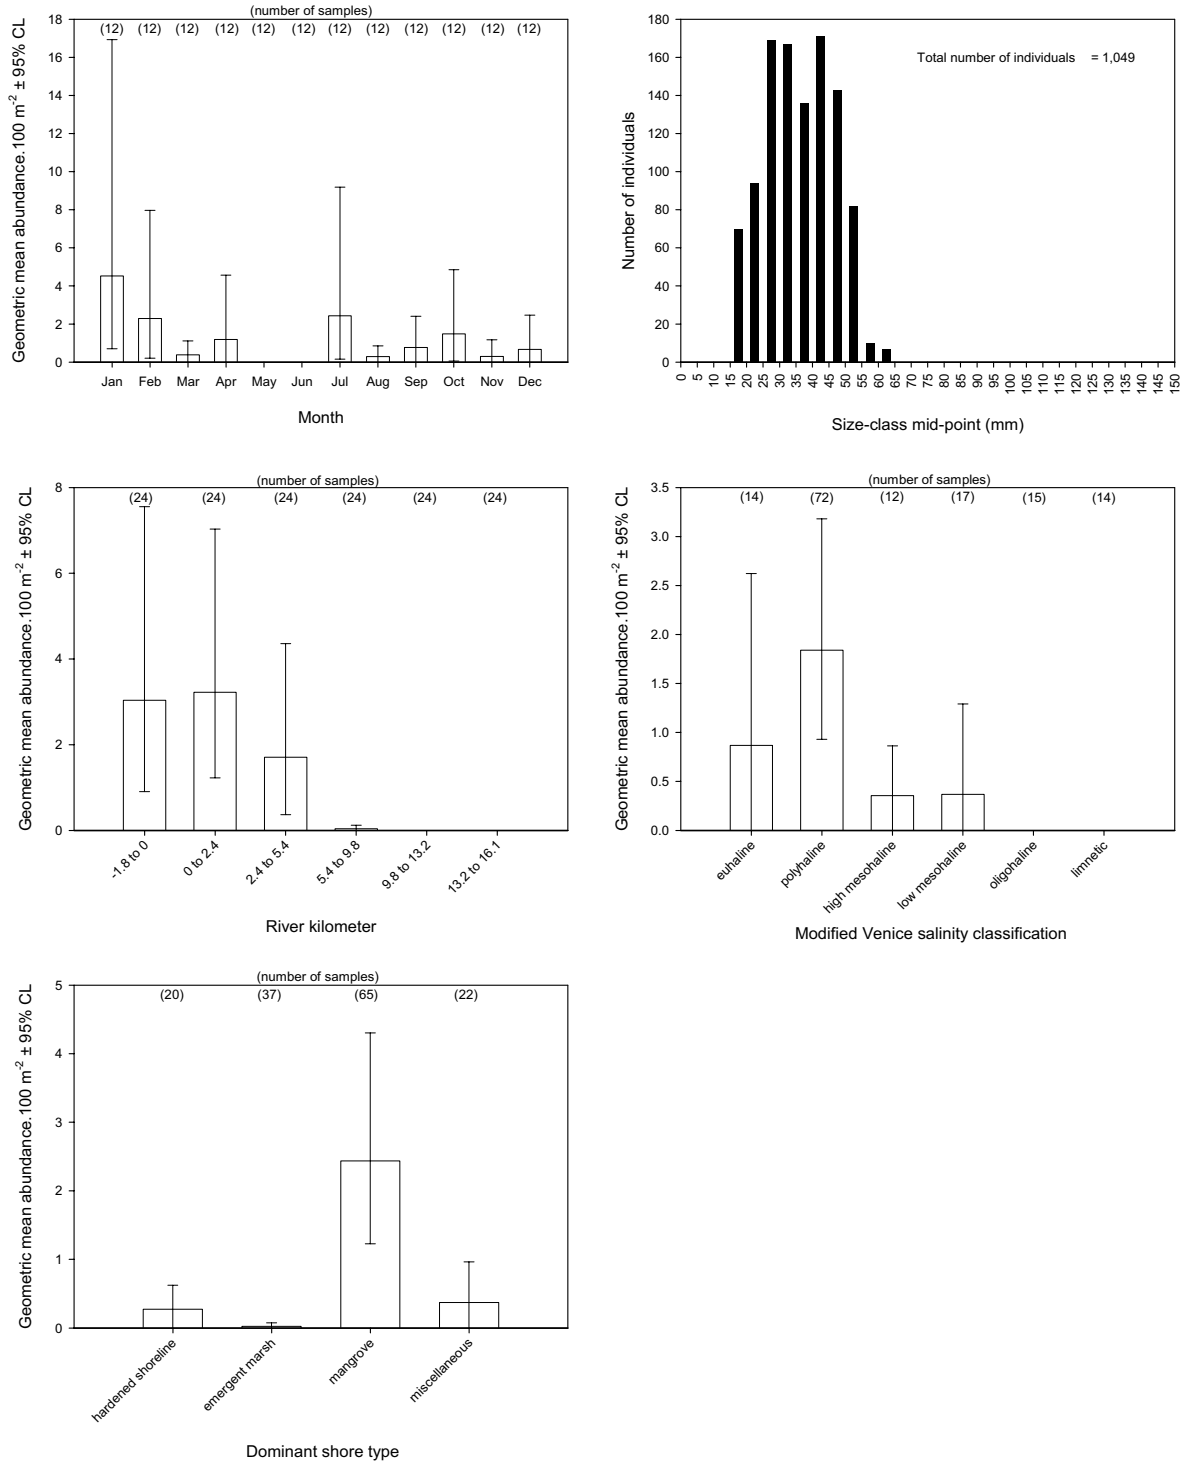 (number of samples)
(12) (12) (12) (12) (12) (12) (12) (12) (12) (12) (12) (12)
Geometric mean abundance.100 m-2 ± 95% CL
18
16
14
12
10
8
6
4
2
0
Jan Feb Mar Apr May Jun Jul Aug Sep Oct Nov Dec
Month
Total number of individuals = 1,049
Number of individuals
180
160
140
120
100
80
60
40
20
0
0 5 10 15 20 25 30 35 40 45 50 55 60 65 70 75 80 85 90 95 100 105 110 115 120 125 130 135 140 145 150
Size-class mid-point (mm)
(number of samples)
(24) (24) (24) (24) (24) (24)
Geometric mean abundance.100 m-2 ± 95% CL
8
6
4
2
0
-1.8 to 0
0 to 2.4
2.4 to 5.4
5.4 to 9.8
9.8 to 13.2
13.2 to 16.1
River kilometer
(number of samples)
(14) (72) (12) (17) (15) (14)
Geometric mean abundance.100 m-2 ± 95% CL
3.5
3.0
2.5
2.0
1.5
1.0
0.5
0.0
euhaline
polyhaline
high mesohaline
low mesohaline
oligohaline
limnetic
Modified Venice salinity classification
(number of samples)
(20) (37) (65) (22)
Geometric mean abundance.100 m-2 ± 95% CL
5
4
3
2
1
0
hardened shoreline
emergent marsh
mangrove
miscellaneous
Dominant shore type